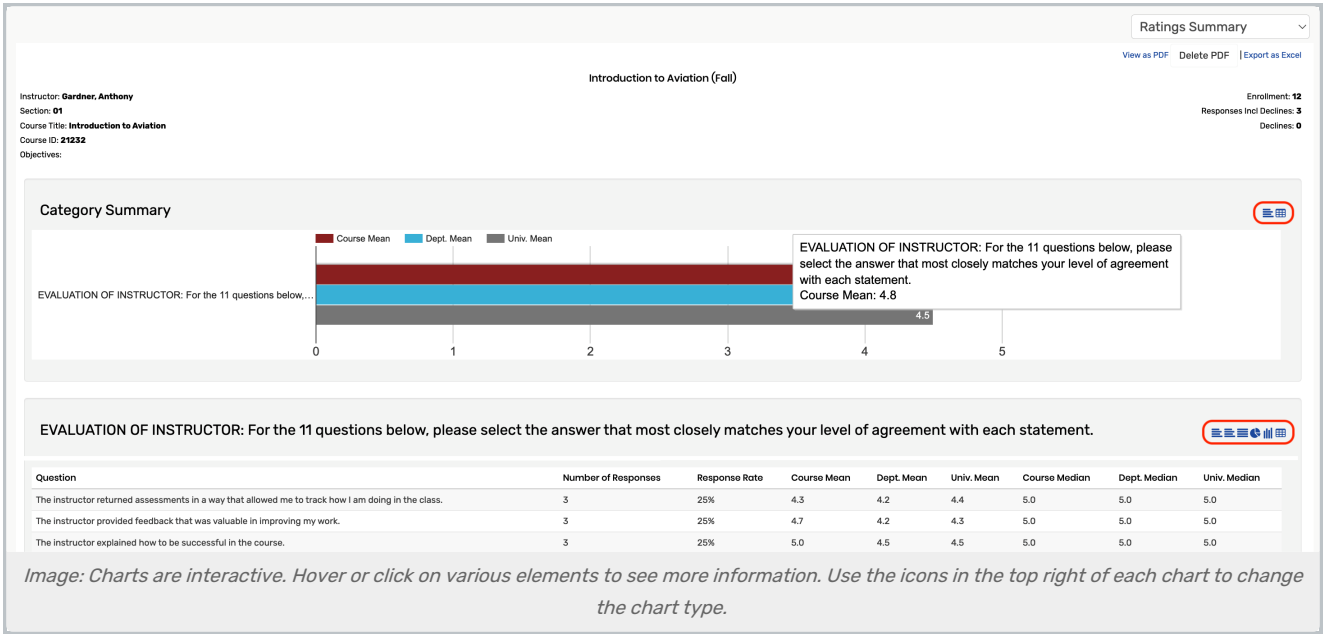 Ratings Summary
View as PDF Delete PDF | Export as Excel
Introduction to Aviation (Fall)
Instructor: Gardner, Anthony
Enrollment: 12
Section: 01
Responses Incl Declines: 3
Course Title: Introduction to Aviation
Declines: 0
Course ID: 21232
Objectives:
Category Summary
Course Mean Dept. Mean Univ. Mean
EVALUATION OF INSTRUCTOR: For the 11 questions below, please
select the answer that most closely matches your level of agreement
with each statement.
Course Mean: 4.8
EVALUATION OF INSTRUCTOR: For the 11 questions below,...
4.5
0 1 2 3 4 5
EVALUATION OF INSTRUCTOR: For the 11 questions below, please select the answer that most closely matches your level of agreement with each statement.
Question Number of Responses Response Rate Course Mean Dept. Mean Univ. Mean Course Median Dept. Median Univ. Median
The instructor returned assessments in a way that allowed me to track how I am doing in the class. 3 25% 4.3 4.2 4.4 5.0 5.0 5.0
The instructor provided feedback that was valuable in improving my work. 3 25% 4.7 4.2 4.3 5.0 5.0 5.0
The instructor explained how to be successful in the course. 3 25% 5.0 4.5 4.5 5.0 5.0 5.0
Image: Charts are interactive. Hover or click on various elements to see more information. Use the icons in the top right of each chart to change
the chart type.